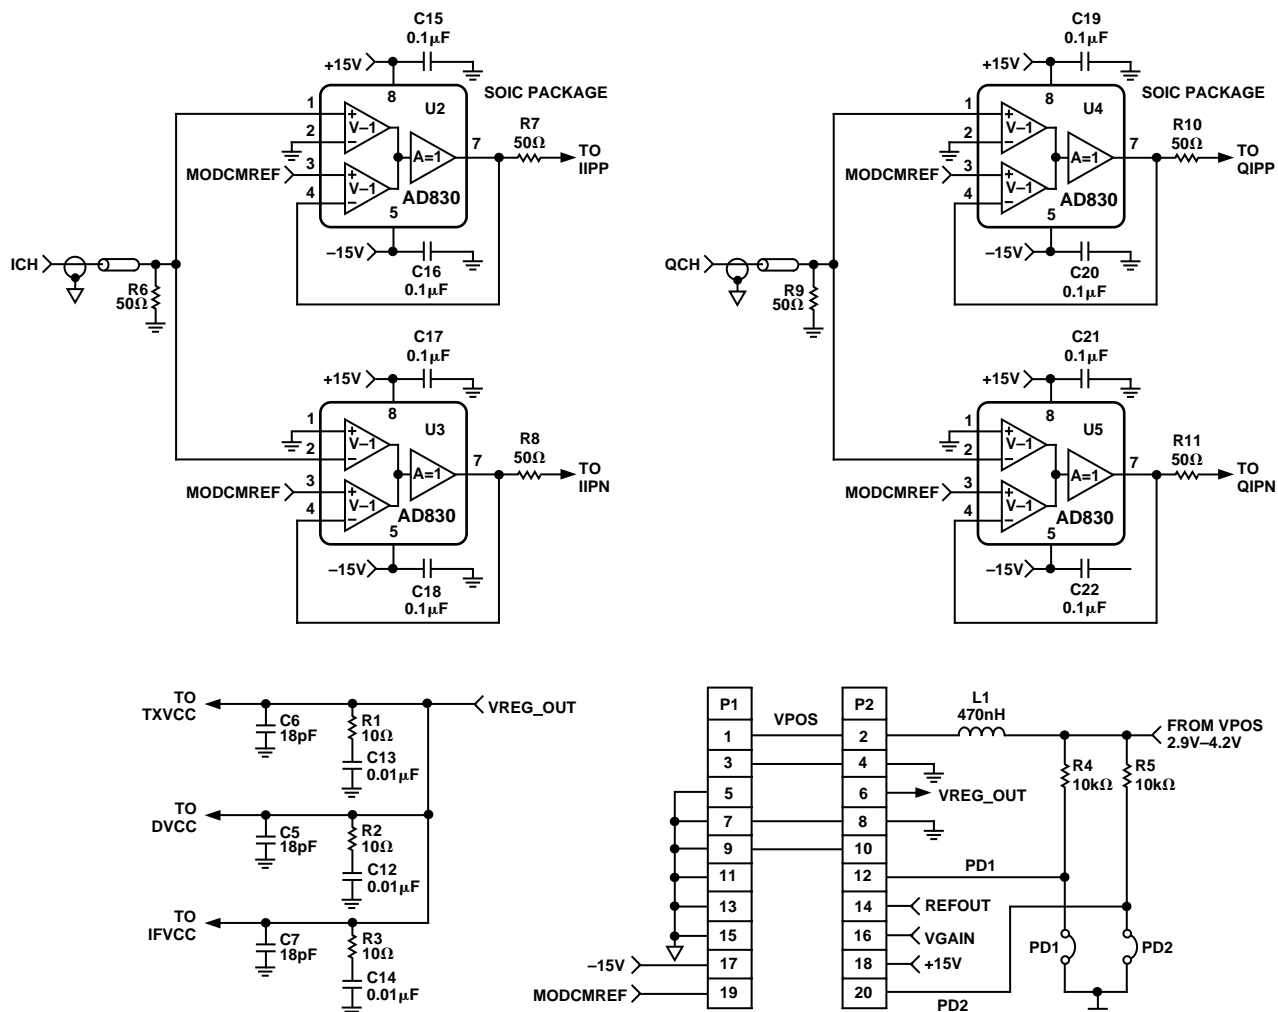 C15
0.1μF
+15V
8
SOIC PACKAGE
U2
1
+
V–1
2
–
3
MODCMREF
+
V–1
4
–
A=1
7
R7
50Ω
TO
IIPP
AD830
5
–15V
C16
0.1μF
ICH
R6
50Ω
C17
0.1μF
+15V
8
U3
1
+
V–1
2
–
3
MODCMREF
+
V–1
4
–
A=1
7
R8
50Ω
TO
IIPN
AD830
5
–15V
C18
0.1μF
C19
0.1μF
+15V
8
SOIC PACKAGE
U4
1
+
V–1
2
–
3
MODCMREF
+
V–1
4
–
A=1
7
R10
50Ω
TO
QIPP
AD830
5
–15V
C20
0.1μF
QCH
R9
50Ω
C21
0.1μF
+15V
8
U5
1
+
V–1
2
–
3
MODCMREF
+
V–1
4
–
A=1
7
R11
50Ω
TO
QIPN
AD830
5
–15V
C22
0.1μF
TO
TXVCC
C6
18pF
R1
10Ω
C13
0.01μF
VREG_OUT
TO
DVCC
C5
18pF
R2
10Ω
C12
0.01μF
TO
IFVCC
C7
18pF
R3
10Ω
C14
0.01μF
P1
1
3
5
7
9
11
13
15
17
19
–15V
MODCMREF
VPOS
P2
2
4
6
8
10
12
14
16
18
20
L1
470nH
FROM VPOS
2.9V–4.2V
R4
10kΩ
R5
10kΩ
VREG_OUT
PD1
REFOUT
VGAIN
+15V
PD2
PD1
PD2